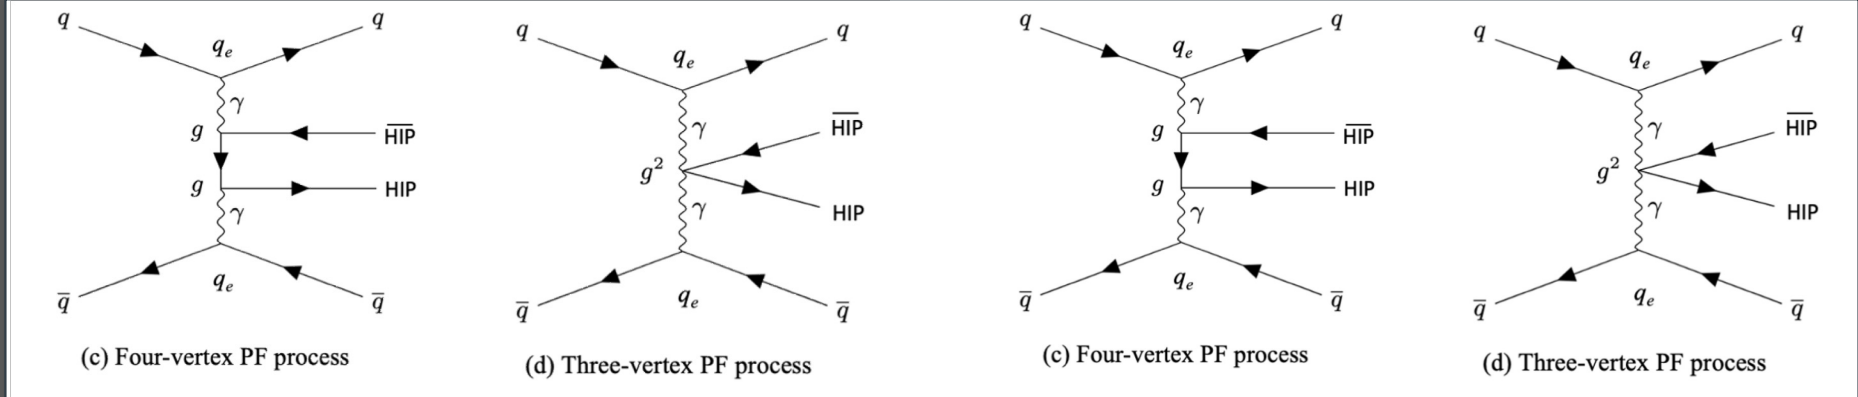 q
q
q_e
γ
g
H̅I̅P̅
g
HIP
γ
q̅
q_e
q̅
(c) Four-vertex PF process
q
q
q_e
γ
H̅I̅P̅
g²
γ
HIP
q̅
q_e
q̅
(d) Three-vertex PF process
q
q
q_e
γ
g
H̅I̅P̅
g
HIP
γ
q̅
q_e
q̅
(c) Four-vertex PF process
q
q
q_e
γ
H̅I̅P̅
g²
γ
HIP
q̅
q_e
q̅
(d) Three-vertex PF process